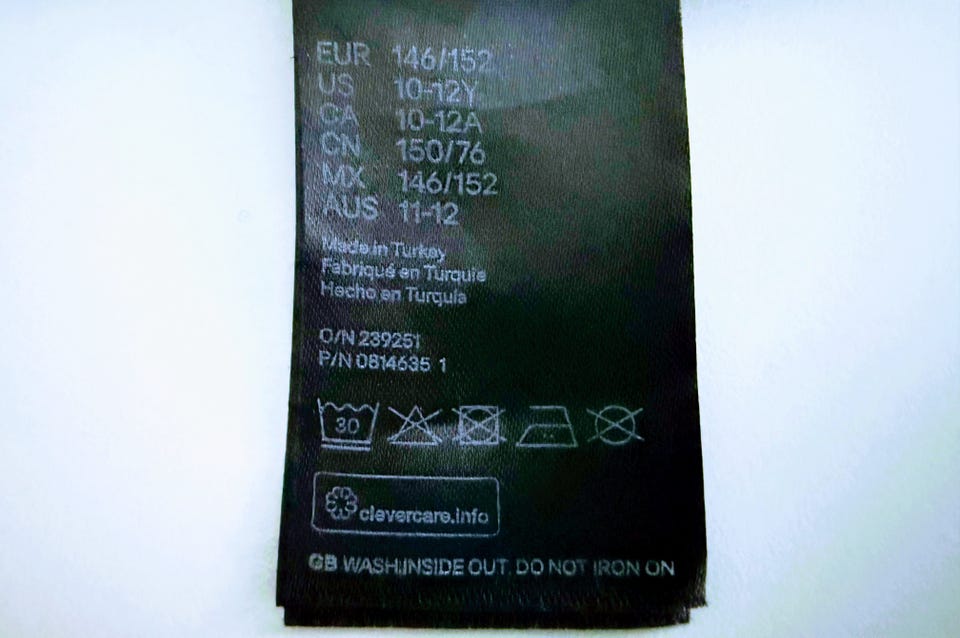 EUR 146/152
US 10-12Y
CA 10-12A
CN 150/76
MX 146/152
AUS 11-12
Made in Turkey
Fabriqué en Turquie
Hecho en Turquía
O/N 239251
P/N 0814635 1
30
clevercare.info
GB WASH INSIDE OUT. DO NOT IRON ON